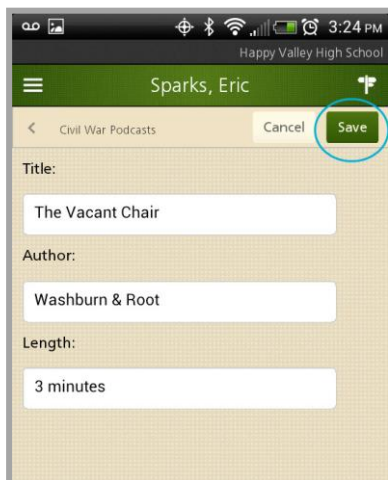 3:24 PM
Happy Valley High School
Sparks, Eric
Civil War Podcasts
Cancel
Save
Title:
The Vacant Chair
Author:
Washburn & Root
Length:
3 minutes